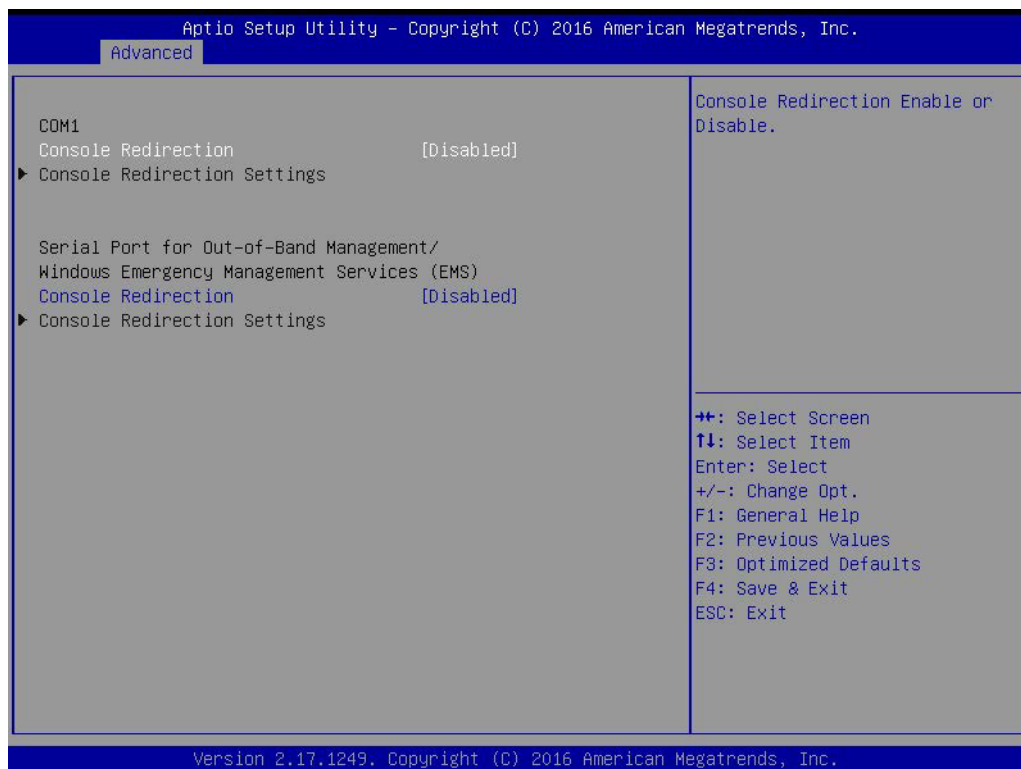 Aptio Setup Utility – Copyright (C) 2016 American Megatrends, Inc.
Advanced
COM1
Console Redirection [Disabled]
Console Redirection Settings
Serial Port for Out-of-Band Management/
Windows Emergency Management Services (EMS)
Console Redirection [Disabled]
Console Redirection Settings
Console Redirection Enable or
Disable.
→←: Select Screen
↑↓: Select Item
Enter: Select
+/-: Change Opt.
F1: General Help
F2: Previous Values
F3: Optimized Defaults
F4: Save & Exit
ESC: Exit
Version 2.17.1249. Copyright (C) 2016 American Megatrends, Inc.